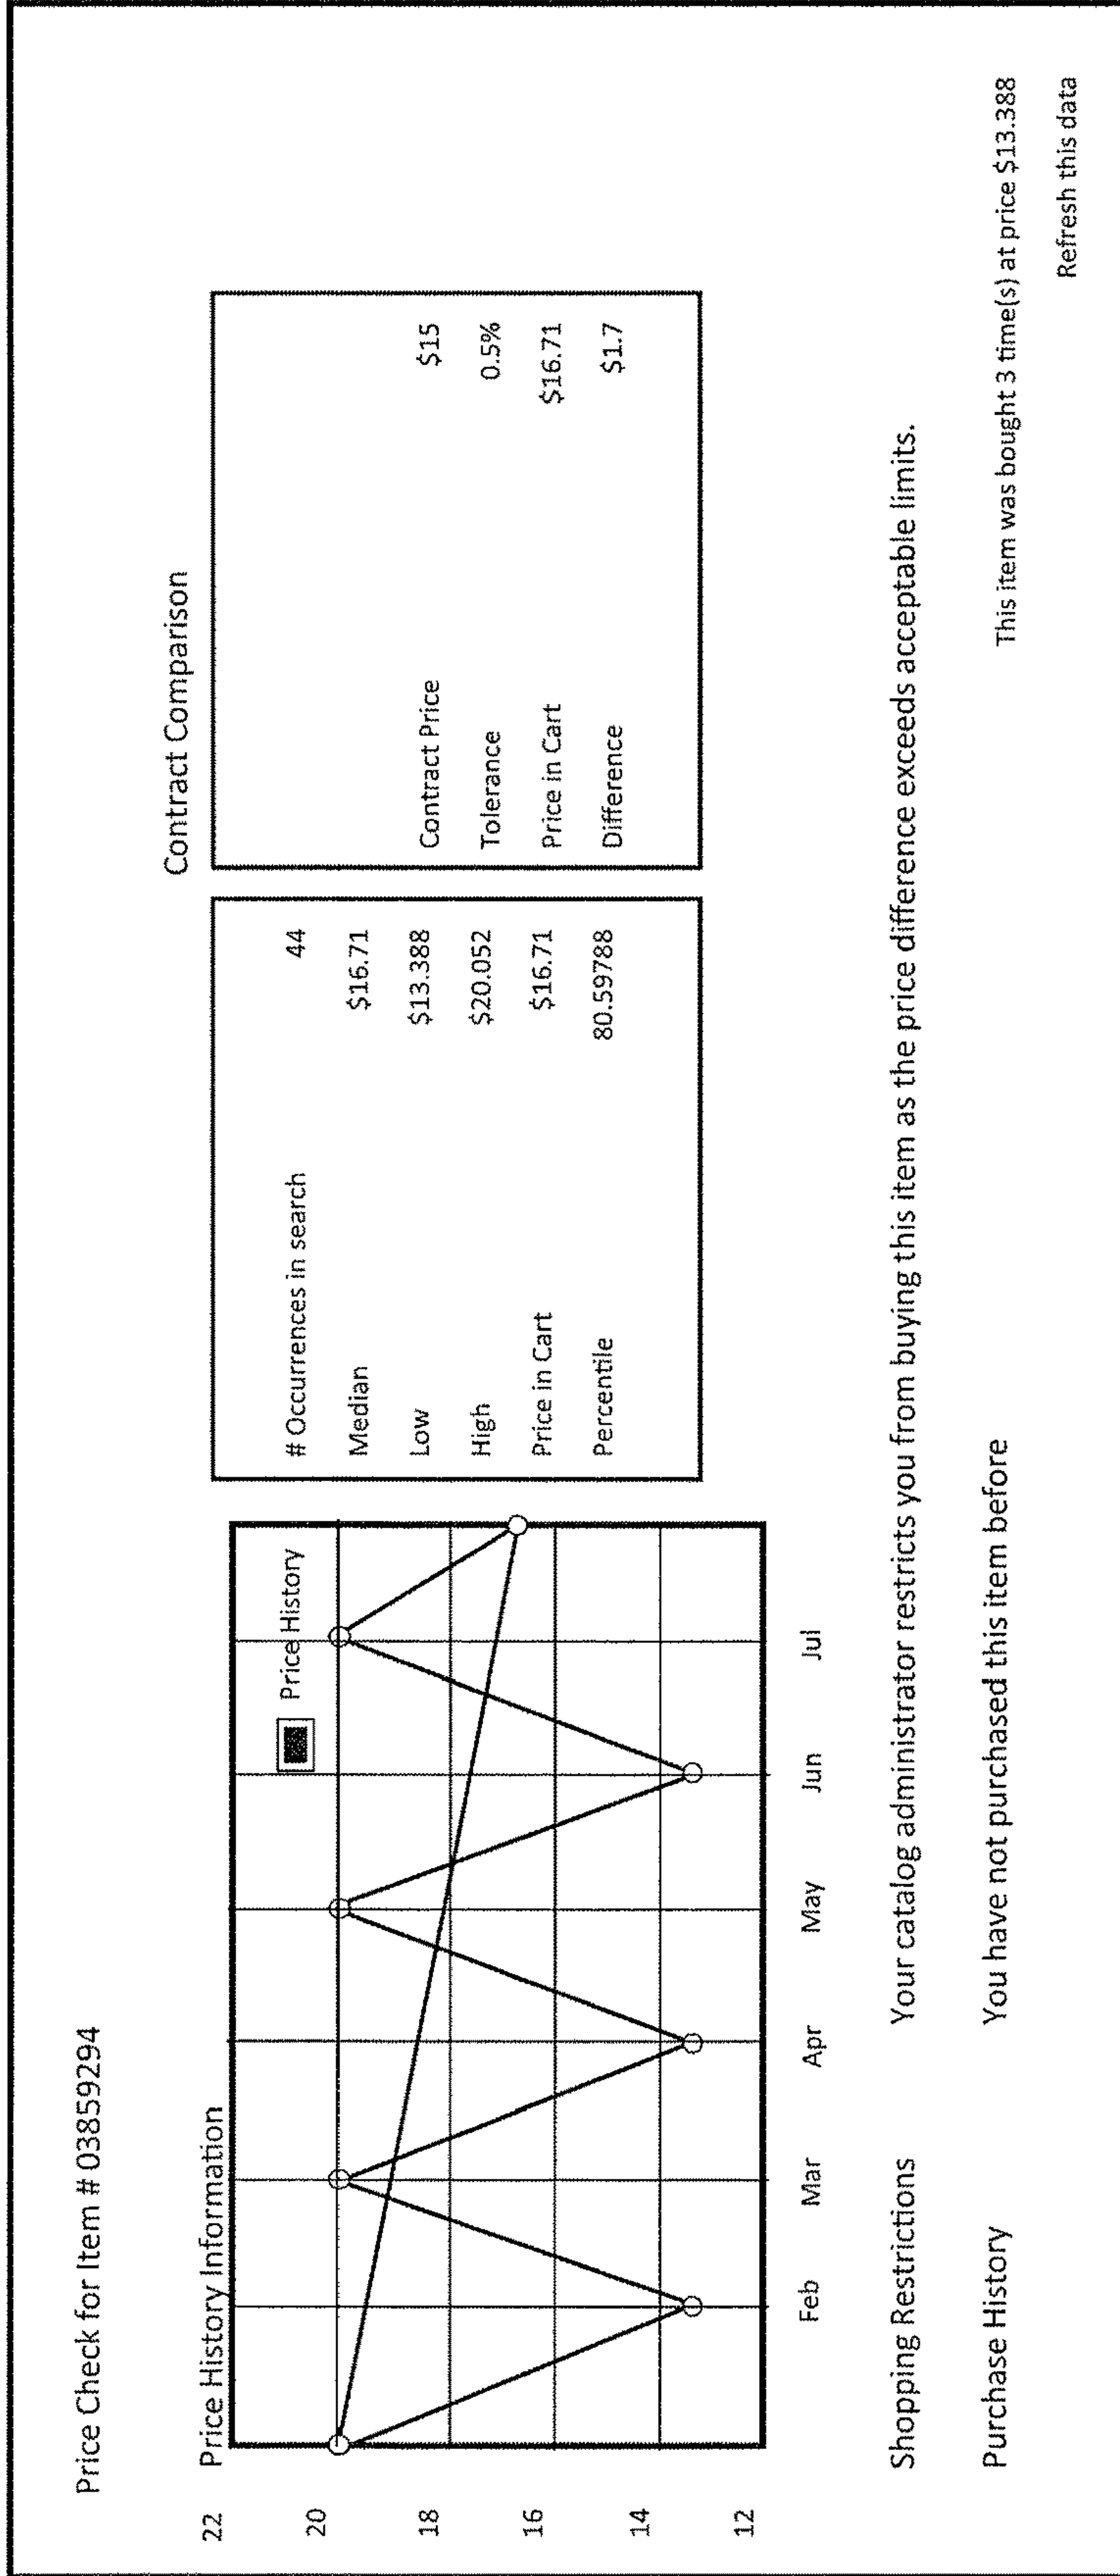 Price Check for Item # 03859294
Price History Information
Contract Comparison
22
20
18
16
14
12
Price History
Feb
Mar
Apr
May
Jun
Jul
# Occurrences in search 44
Median $16.71
Low $13.388
High $20.052
Price in Cart $16.71
Percentile 80.59788
Contract Price $15
Tolerance 0.5%
Price in Cart $16.71
Difference $1.7
Shopping Restrictions Your catalog administrator restricts you from buying this item as the price difference exceeds acceptable limits.
Purchase History You have not purchased this item before This item was bought 3 time(s) at price $13.388
Refresh this data